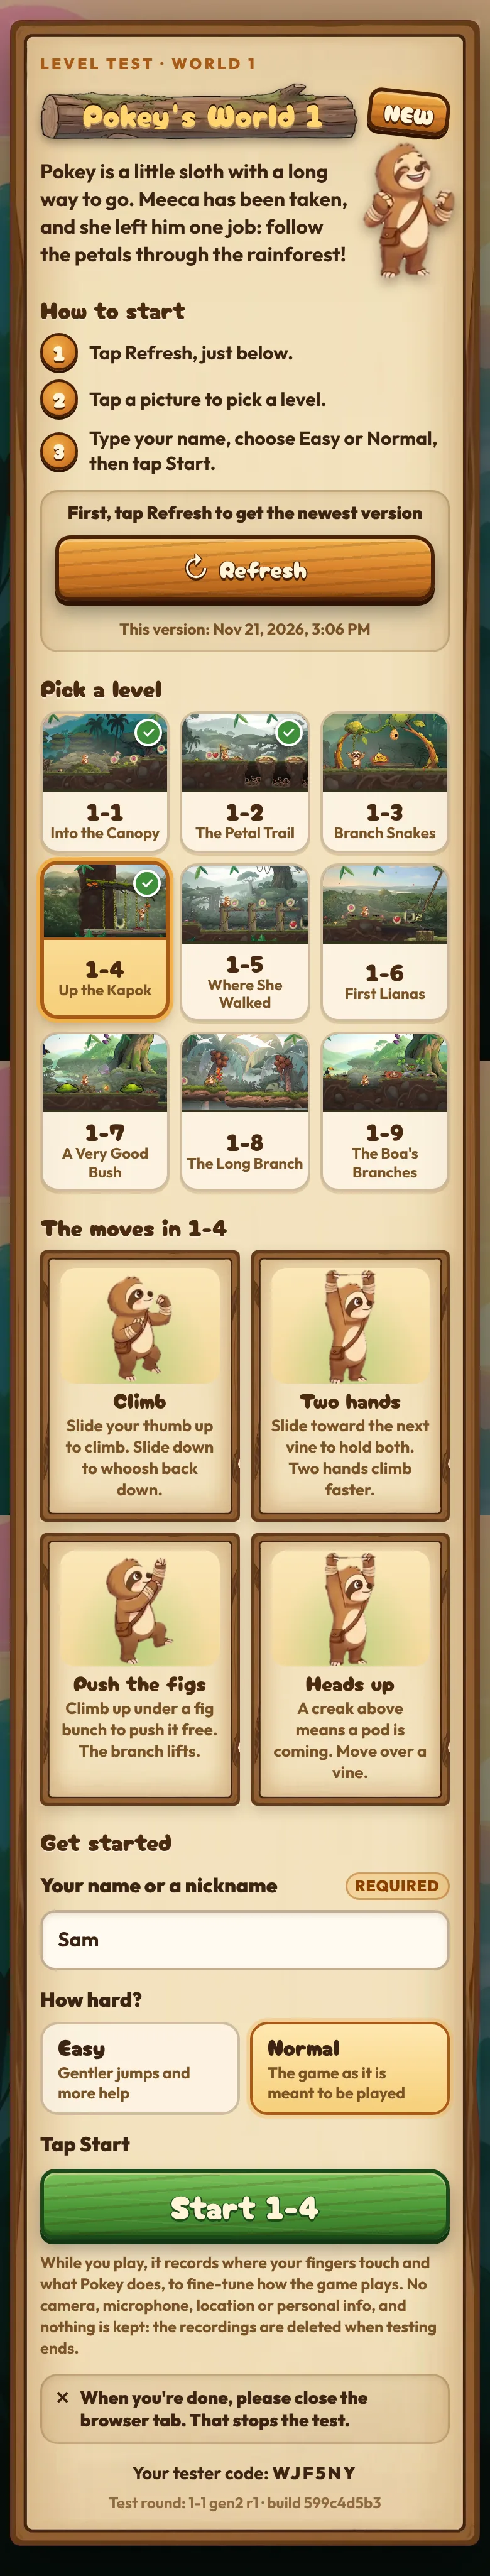 LEVEL TEST · WORLD 1
Pokey's World 1
NEW
Pokey is a little sloth with a long
way to go. Meeca has been taken,
and she left him one job: follow
the petals through the rainforest!
How to start
1 Tap Refresh, just below.
2 Tap a picture to pick a level.
3 Type your name, choose Easy or Normal,
then tap Start.
First, tap Refresh to get the newest version
Refresh
This version: Nov 21, 2026, 3:06 PM
Pick a level
1-1
Into the Canopy
1-2
The Petal Trail
1-3
Branch Snakes
1-4
Up the Kapok
1-5
Where She
Walked
1-6
First Lianas
1-7
A Very Good
Bush
1-8
The Long Branch
1-9
The Boa's
Branches
The moves in 1-4
Climb
Slide your thumb up
to climb. Slide down
to whoosh back
down.
Two hands
Slide toward the next
vine to hold both.
Two hands climb
faster.
Push the figs
Climb up under a fig
bunch to push it free.
The branch lifts.
Heads up
A creak above
means a pod is
coming. Move over a
vine.
Get started
Your name or a nickname
REQUIRED
Sam
How hard?
Easy
Gentler jumps and
more help
Normal
The game as it is
meant to be played
Tap Start
Start 1-4
While you play, it records where your fingers touch and
what Pokey does, to fine-tune how the game plays. No
camera, microphone, location or personal info, and
nothing is kept: the recordings are deleted when testing
ends.
✕ When you're done, please close the
browser tab. That stops the test.
Your tester code: WJF5NY
Test round: 1-1 gen2 r1 · build 599c4d5b3